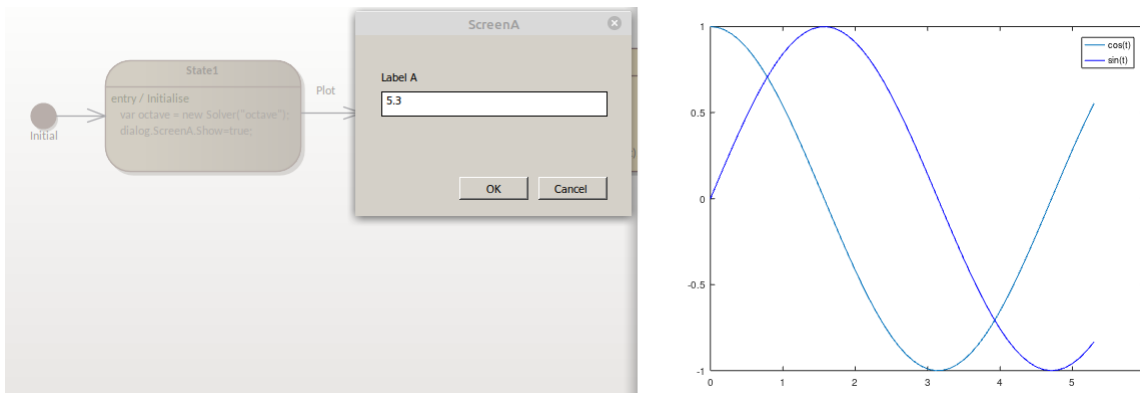 ScreenA
State1
entry / Initialise
var octave = new Solver("octave");
dialog.ScreenA.Show=true;
Initial
Plot
Label A
5.3
OK
Cancel
1
0.5
0
-0.5
-1
0
1
2
3
4
5
cos(t)
sin(t)